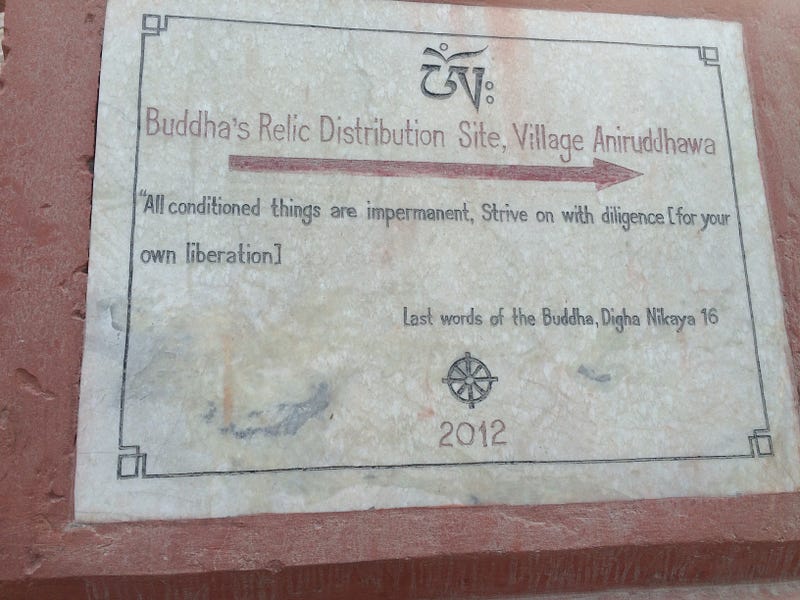 Buddha's Relic Distribution Site, Village Aniruddhawa
"All conditioned things are impermanent, Strive on with diligence [for your
own liberation]
Last words of the Buddha, Digha Nikaya 16
2012